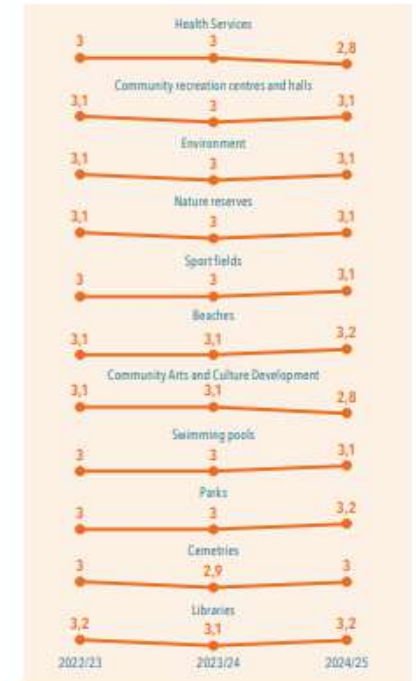 Health Services
3 3 2,8
Community recreation centres and halls
3,1 3 3,1
Environment
3,1 3 3,1
Nature reserves
3,1 3 3,1
Sport fields
3 3 3,1
Beaches
3,1 3,1 3,2
Community Arts and Culture Development
3,1 3,1 2,8
Swimming pools
3 3 3,1
Parks
3 3 3,2
Cemetries
3 2,9 3
Libraries
3,2 3,1 3,2
2022/23 2023/24 2024/25